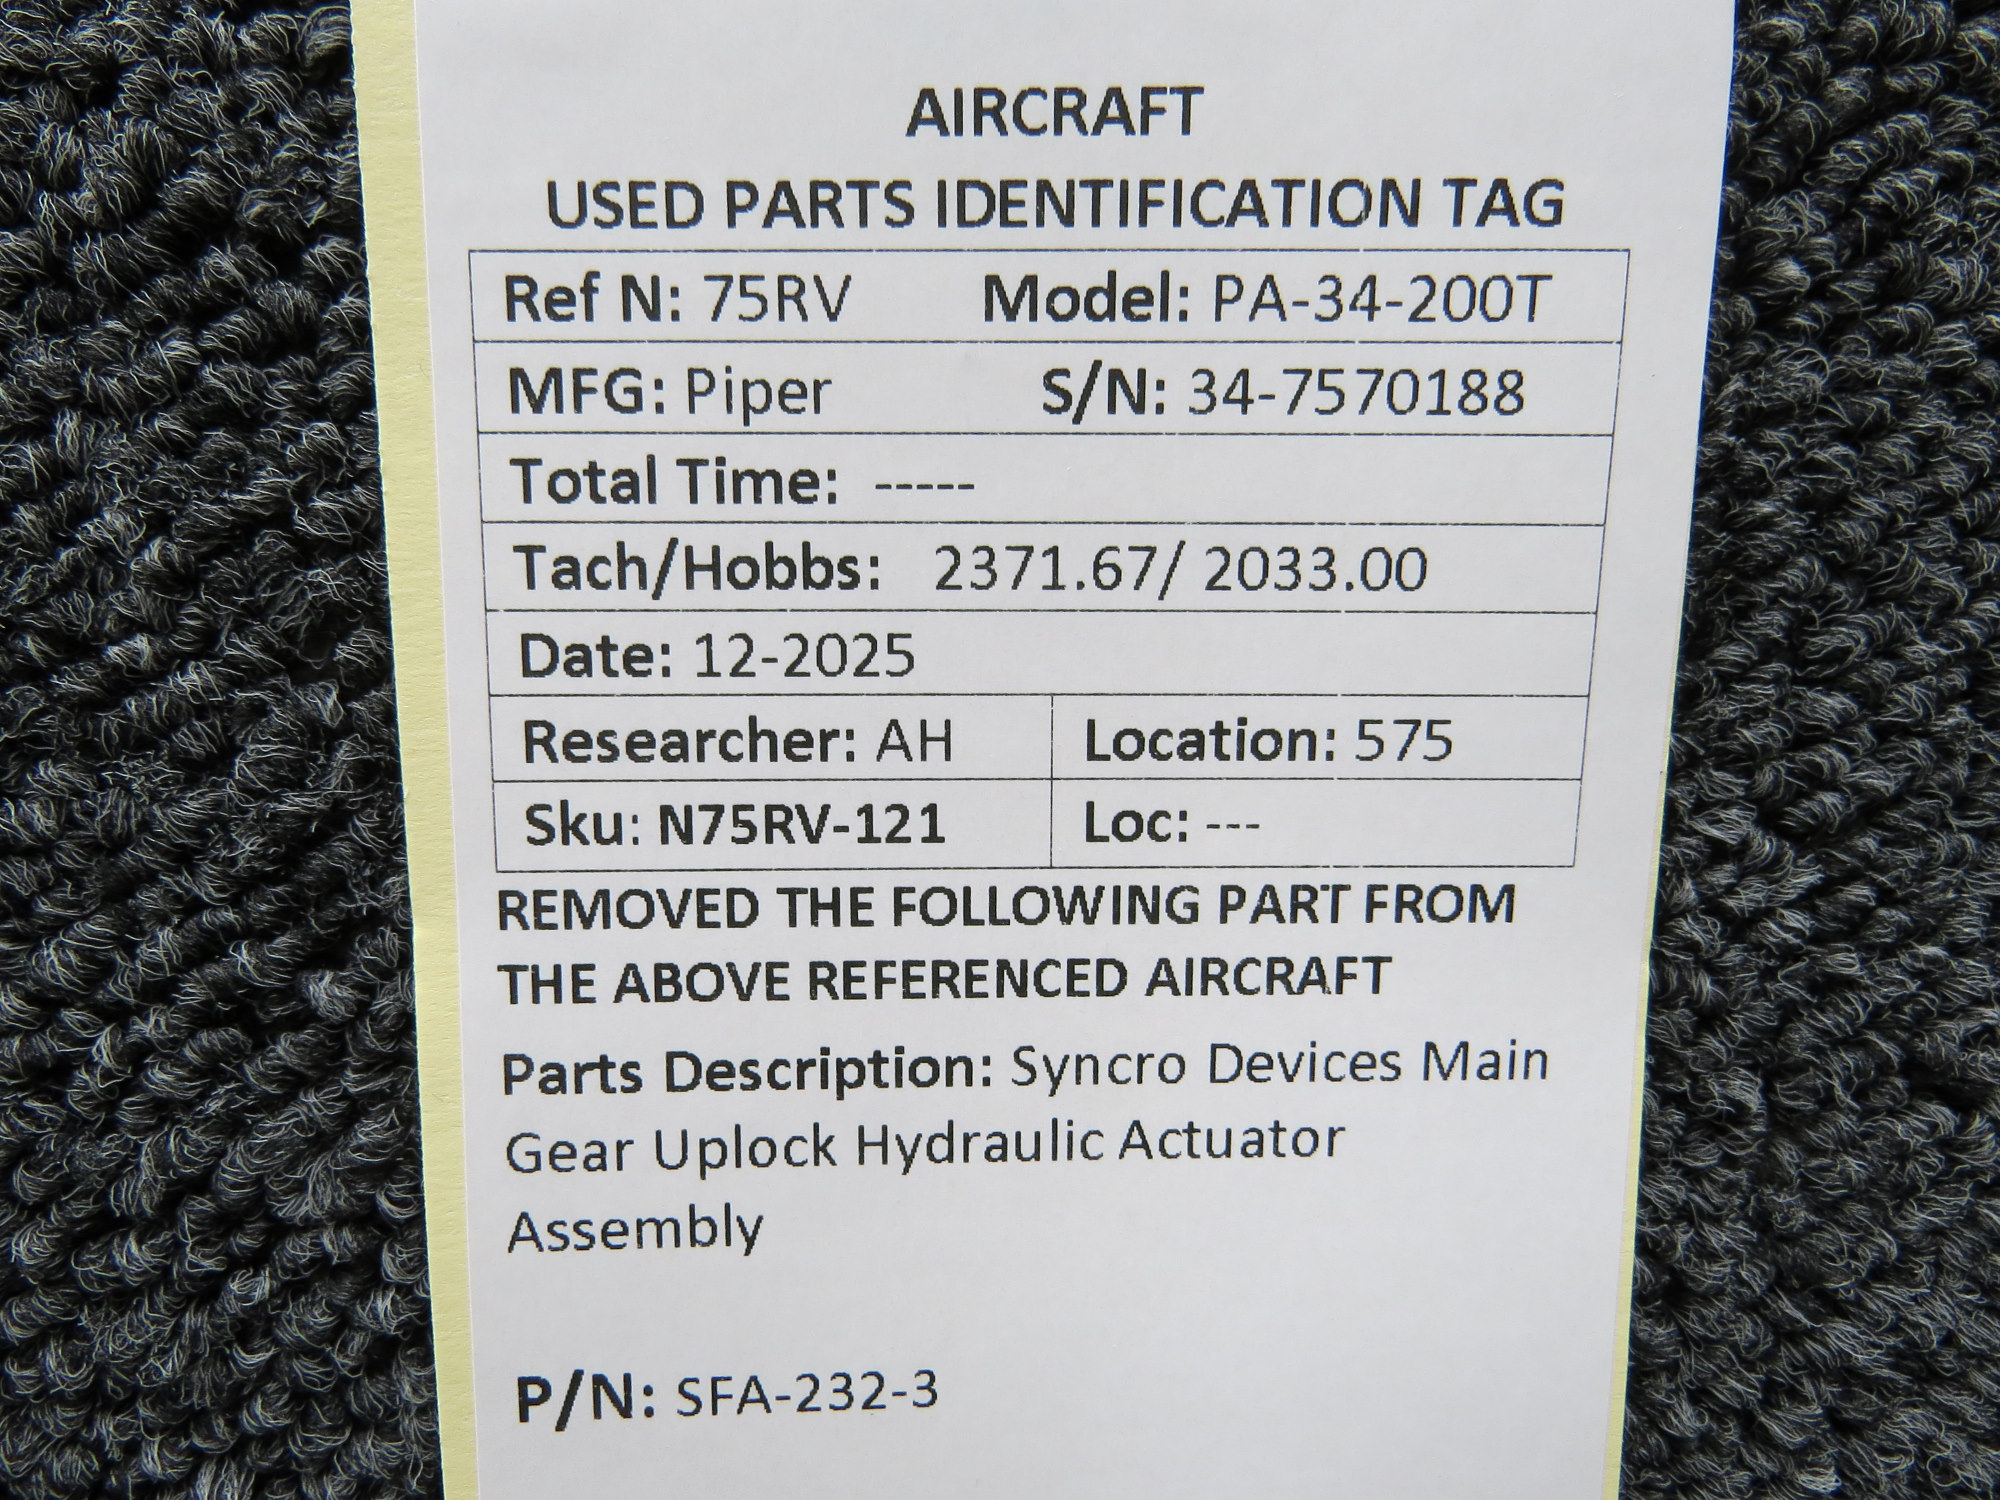 AIRCRAFT
USED PARTS IDENTIFICATION TAG
Ref N: 75RV Model: PA-34-200T
MFG: Piper S/N: 34-7570188
Total Time: -----
Tach/Hobbs: 2371.67/ 2033.00
Date: 12-2025
Researcher: AH Location: 575
Sku: N75RV-121 Loc: ---
REMOVED THE FOLLOWING PART FROM
THE ABOVE REFERENCED AIRCRAFT
Parts Description: Syncro Devices Main
Gear Uplock Hydraulic Actuator
Assembly
P/N: SFA-232-3